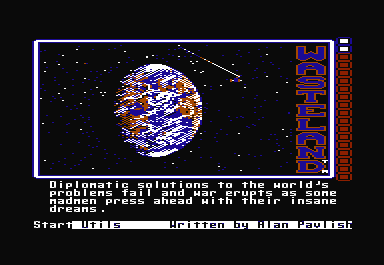 WASTELAND
Diplomatic solutions to the world's
problems fail and war erupts as some
madmen press ahead with their insane
dreams.
Start Utils Written by Alan Pavlish